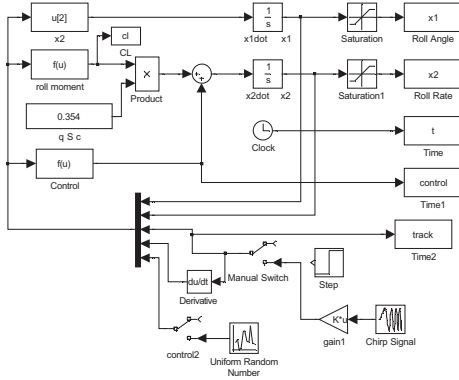 u[2]
x2
cl
CL
1
s
x1dot x1
Saturation
x1
Roll Angle
f(u)
roll moment
×
Product
1
s
x2dot x2
Saturation1
x2
Roll Rate
0.354
q S c
Clock
t
Time
f(u)
Control
control
Time1
track
Time2
Manual Switch
Step
du/dt
Derivative
K*u
gain1
Chirp Signal
control2
Uniform Random
Number